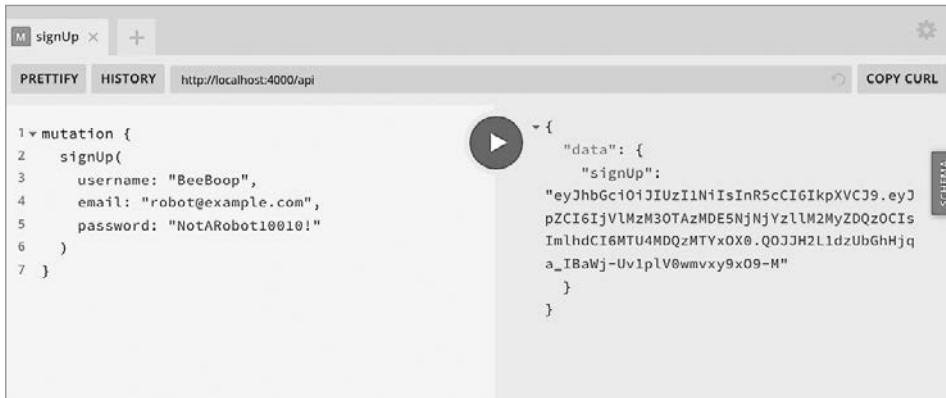 M signUp ×
PRETTIFY HISTORY http://localhost:4000/api COPY CURL
1 mutation {
2 signUp(
3 username: "BeeBoop",
4 email: "robot@example.com",
5 password: "NotARobot10010!"
6 )
7 }
{
"data": {
"signUp":
"eyJhbGciOiJIUzI1NiIsInR5cCI6IkpXVCJ9.eyJ
pZCI6IjVlMzM3OTAzMDE5NjNjYzllM2MyZDQzOCIs
ImlhdCI6MTU4MDQzMTYxOX0.QOJJH2L1dzUbGhHjq
a_IBaWj-Uv1plV0wmvxy9xO9-M"
}
}
SCHEMA